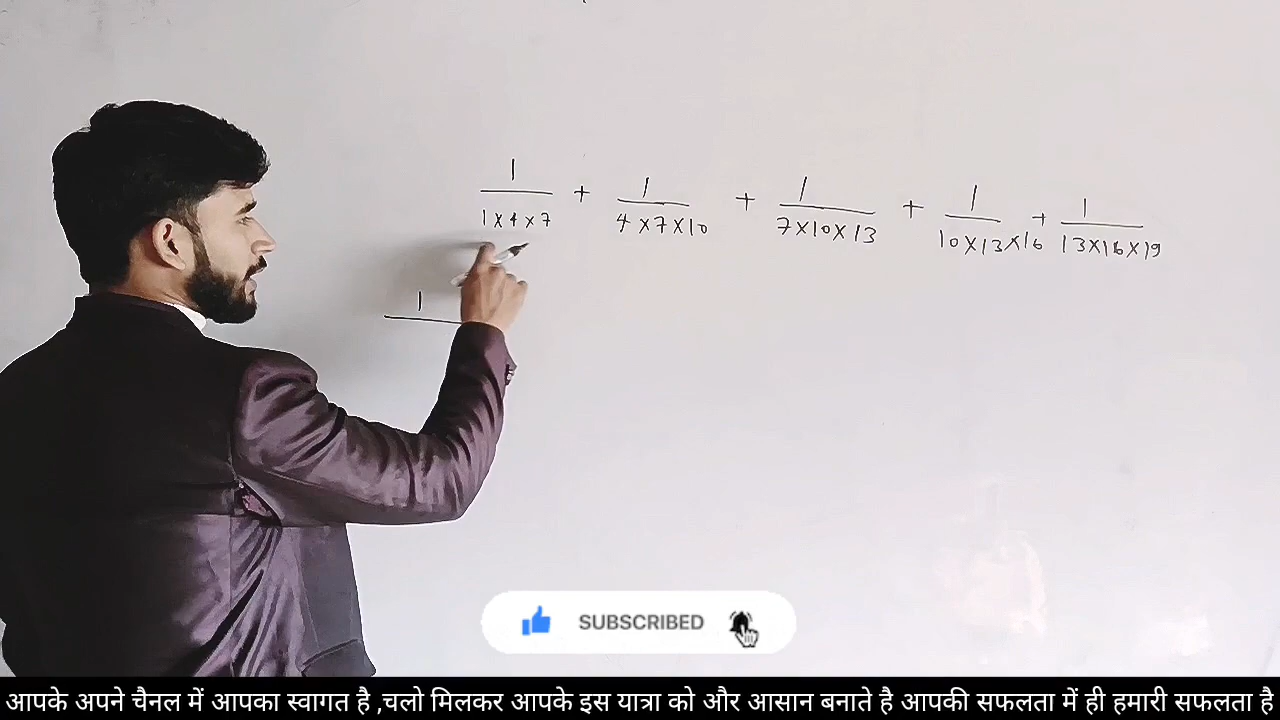 1/(1×4×7) + 1/(4×7×10) + 1/(7×10×13) + 1/(10×13×16) + 1/(13×16×19)
1
SUBSCRIBED
आपके अपने चैनल में आपका स्वागत है ,चलो मिलकर आपके इस यात्रा को और आसान बनाते है आपकी सफलता में ही हमारी सफलता है